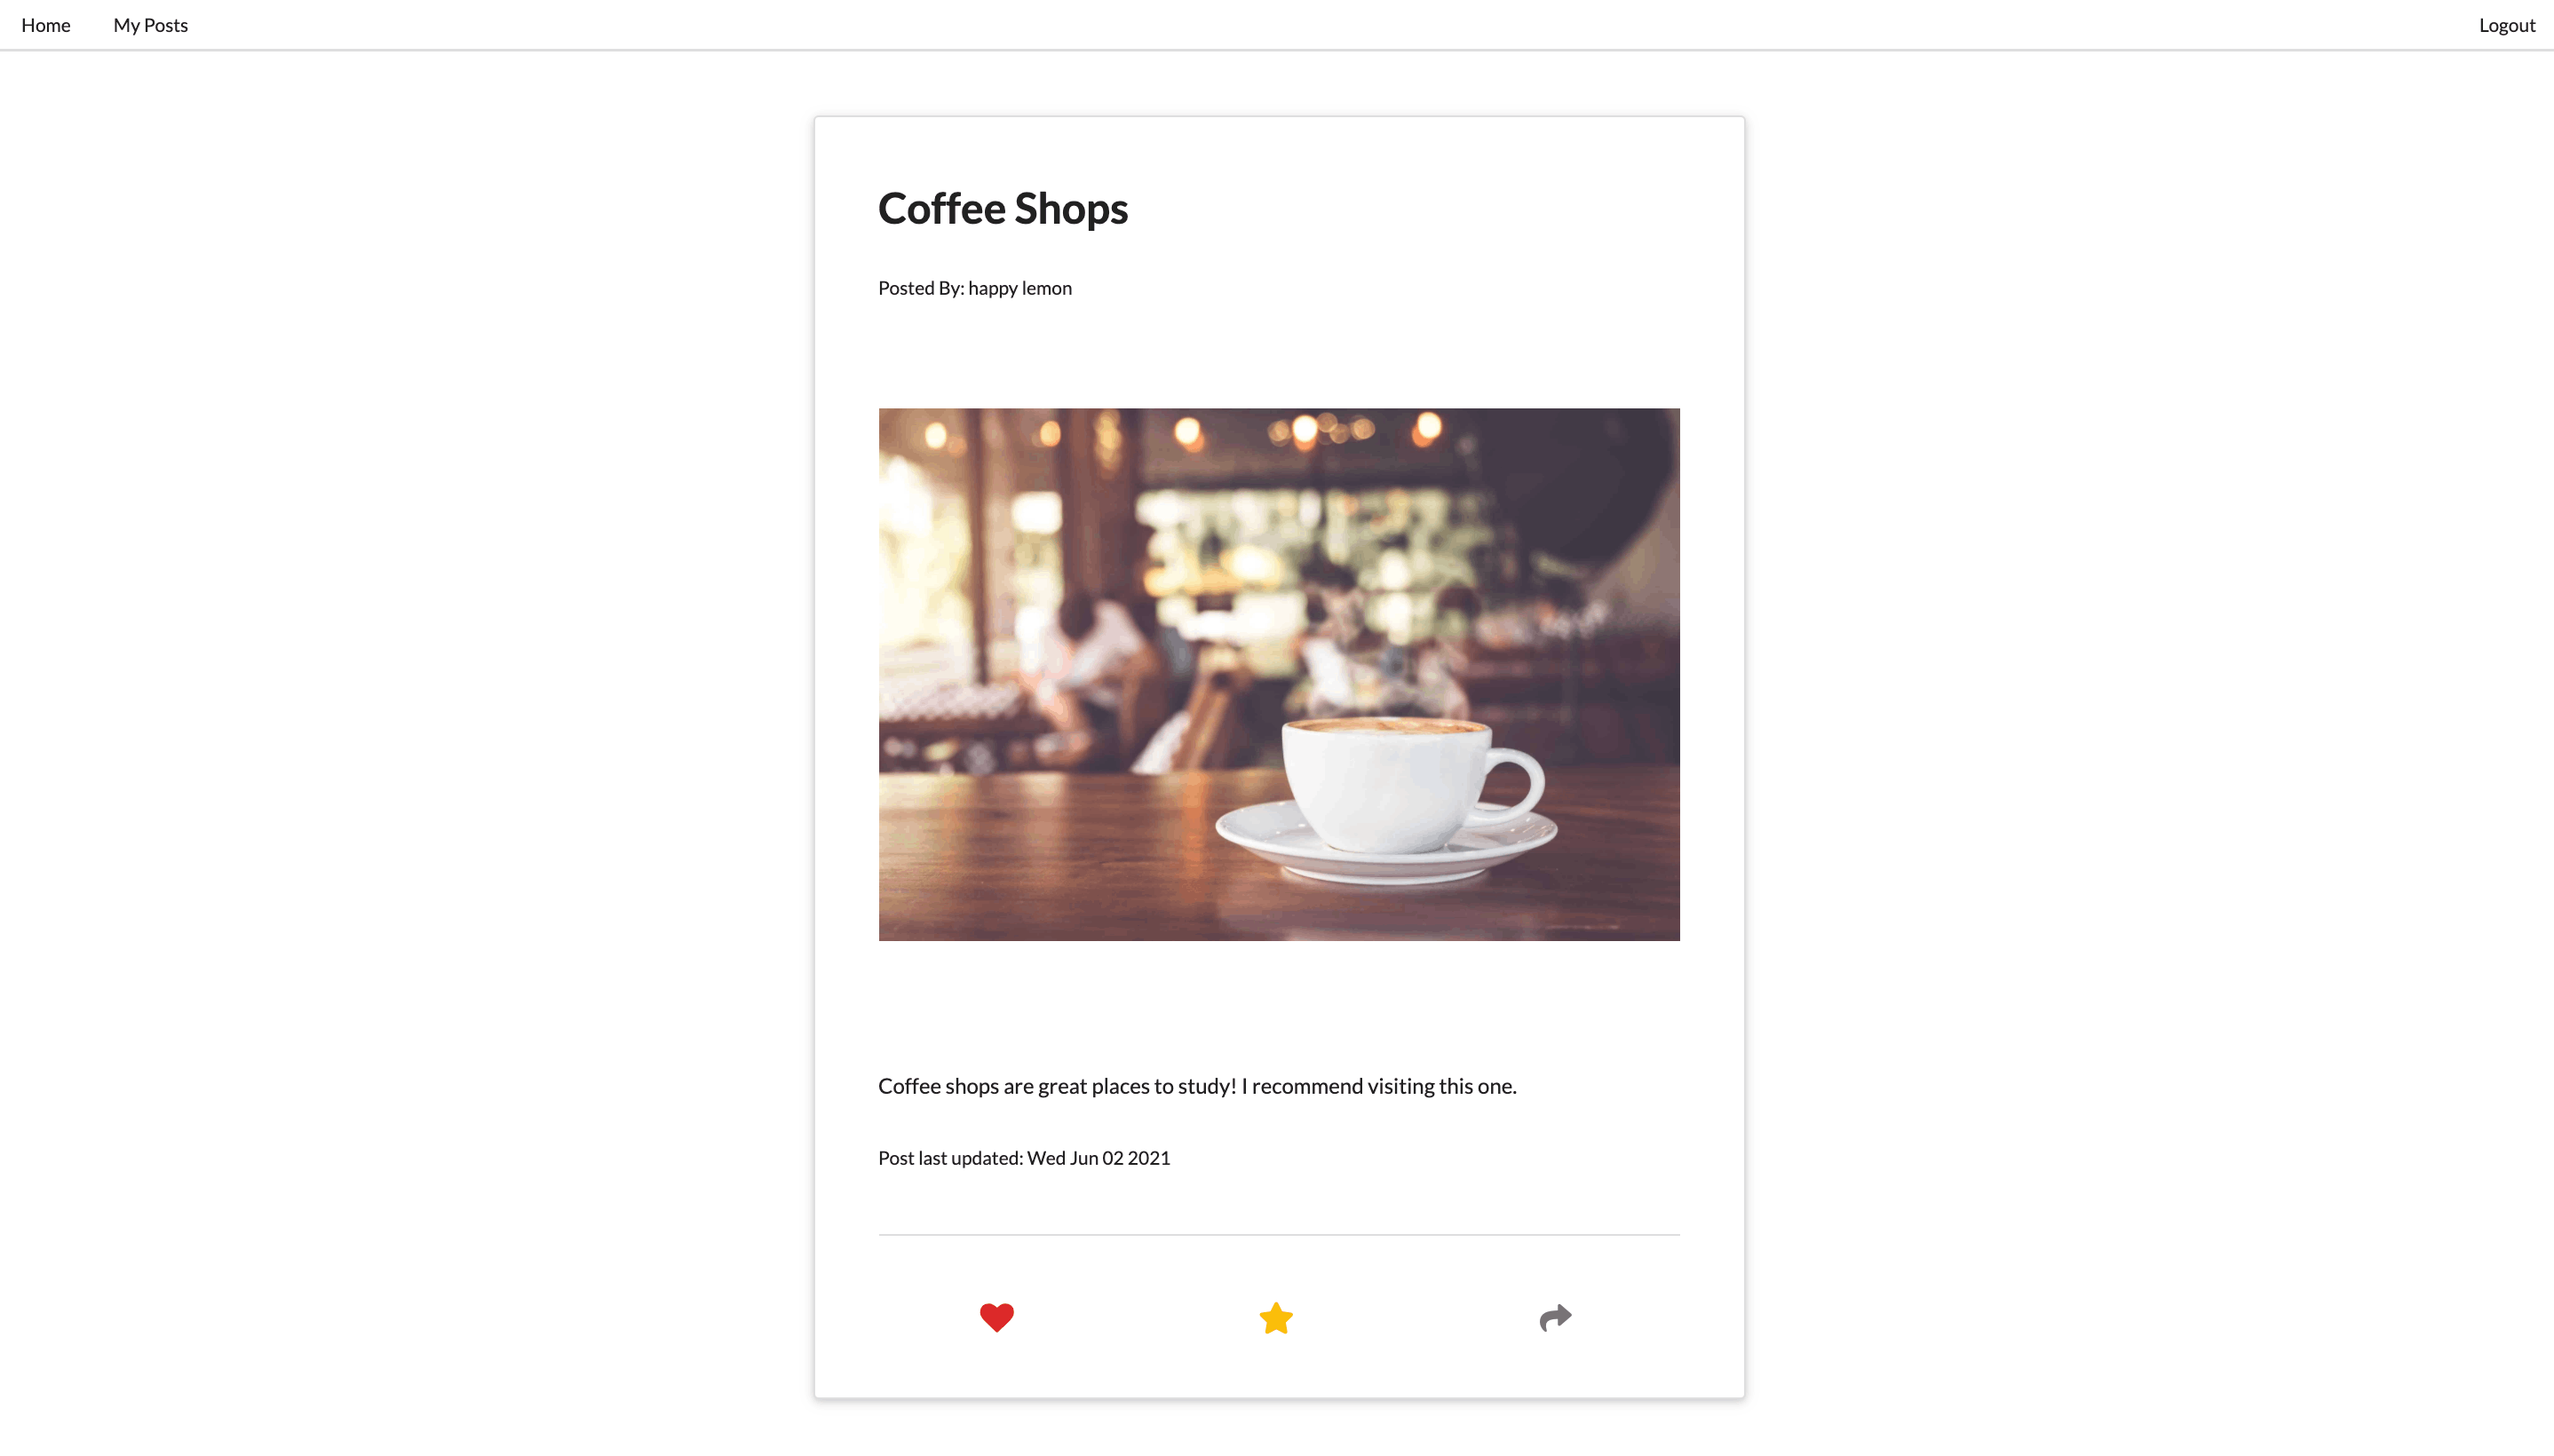 Home My Posts Logout
Coffee Shops
Posted By: happy lemon
Coffee shops are great places to study! I recommend visiting this one.
Post last updated: Wed Jun 02 2021